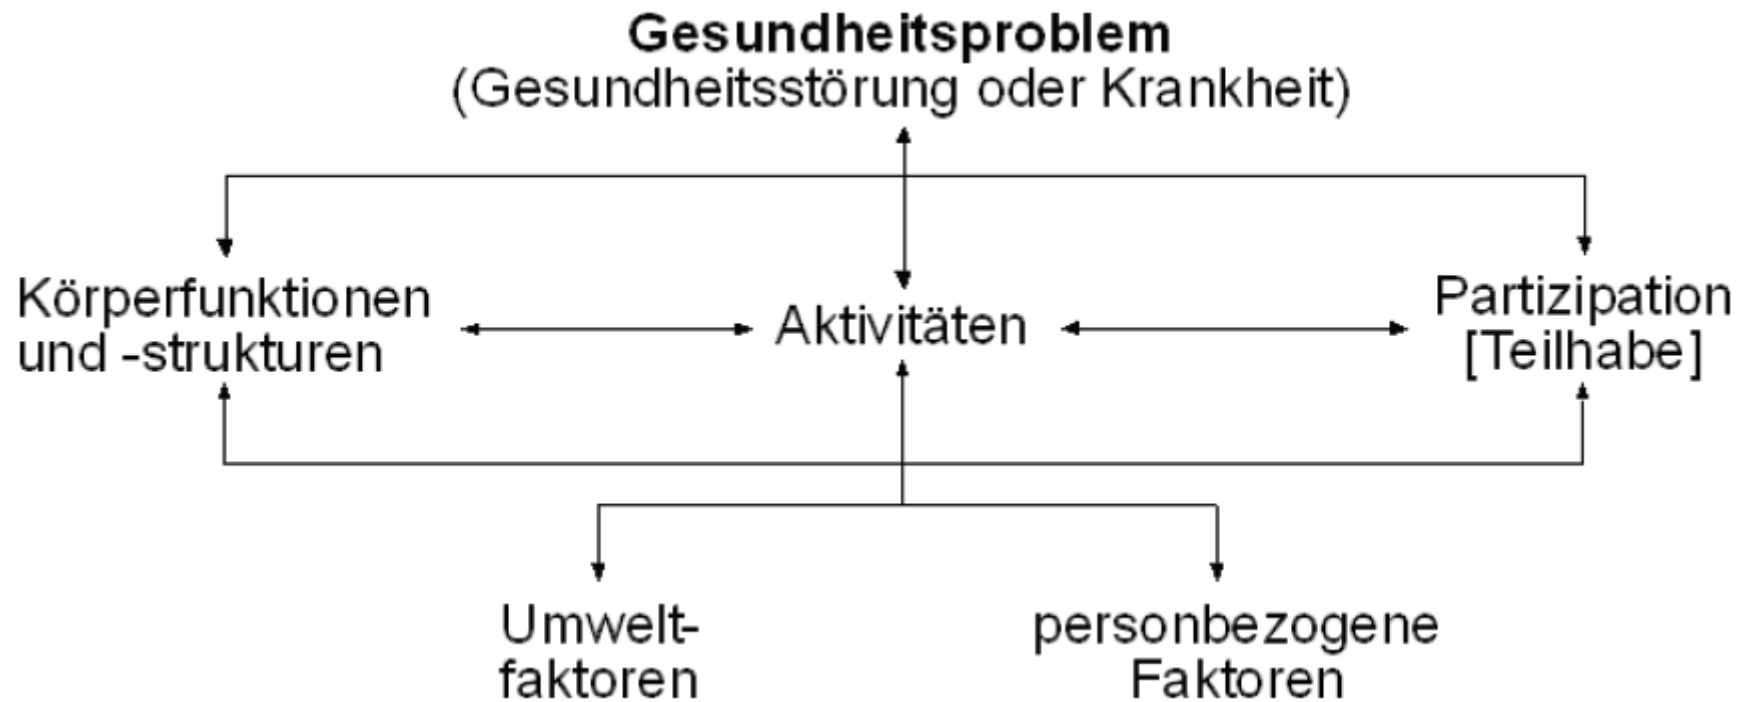 Gesundheitsproblem
(Gesundheitsstörung oder Krankheit)
Körperfunktionen
und -strukturen
Aktivitäten
Partizipation
[Teilhabe]
Umwelt-
faktoren
personbezogene
Faktoren